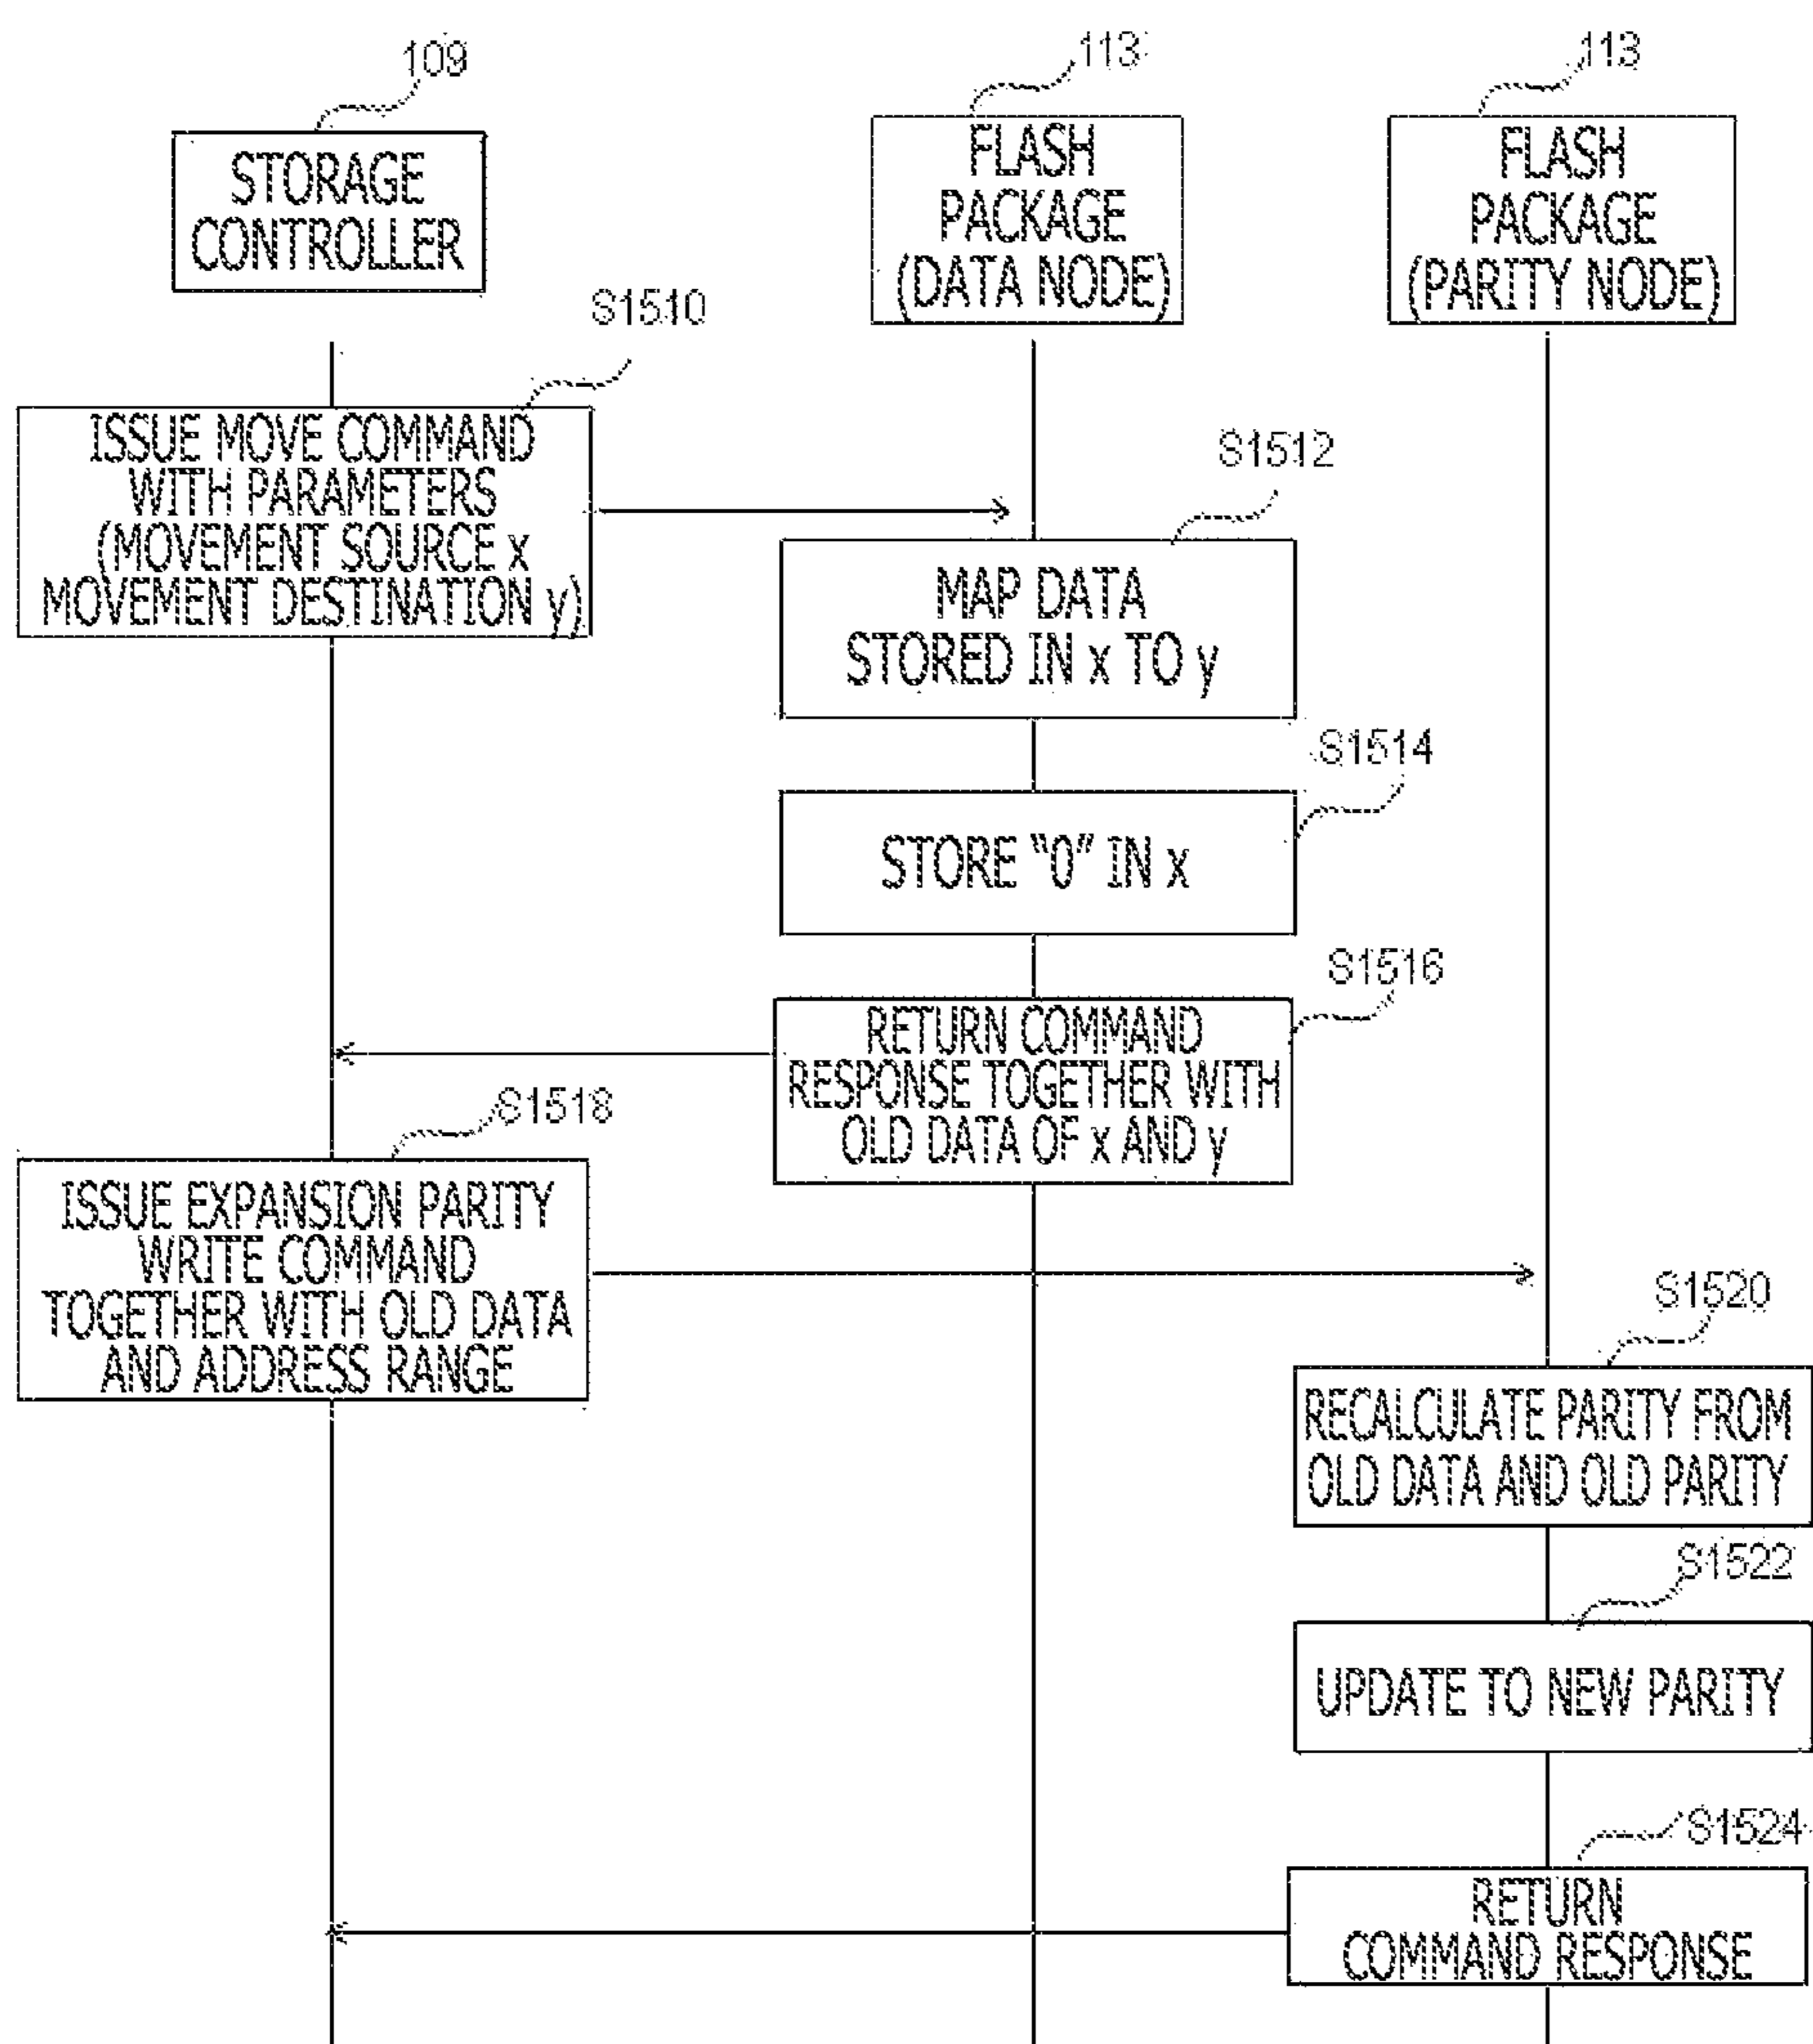 109
113
113
STORAGE
CONTROLLER
FLASH
PACKAGE
(DATA NODE)
FLASH
PACKAGE
(PARITY NODE)
S1510
ISSUE MOVE COMMAND
WITH PARAMETERS
(MOVEMENT SOURCE x
MOVEMENT DESTINATION y)
S1512
MAP DATA
STORED IN x TO y
S1514
STORE “0” IN x
S1516
RETURN COMMAND
RESPONSE TOGETHER WITH
OLD DATA OF x AND y
S1518
ISSUE EXPANSION PARITY
WRITE COMMAND
TOGETHER WITH OLD DATA
AND ADDRESS RANGE
S1520
RECALCULATE PARITY FROM
OLD DATA AND OLD PARITY
S1522
UPDATE TO NEW PARITY
S1524
RETURN
COMMAND RESPONSE